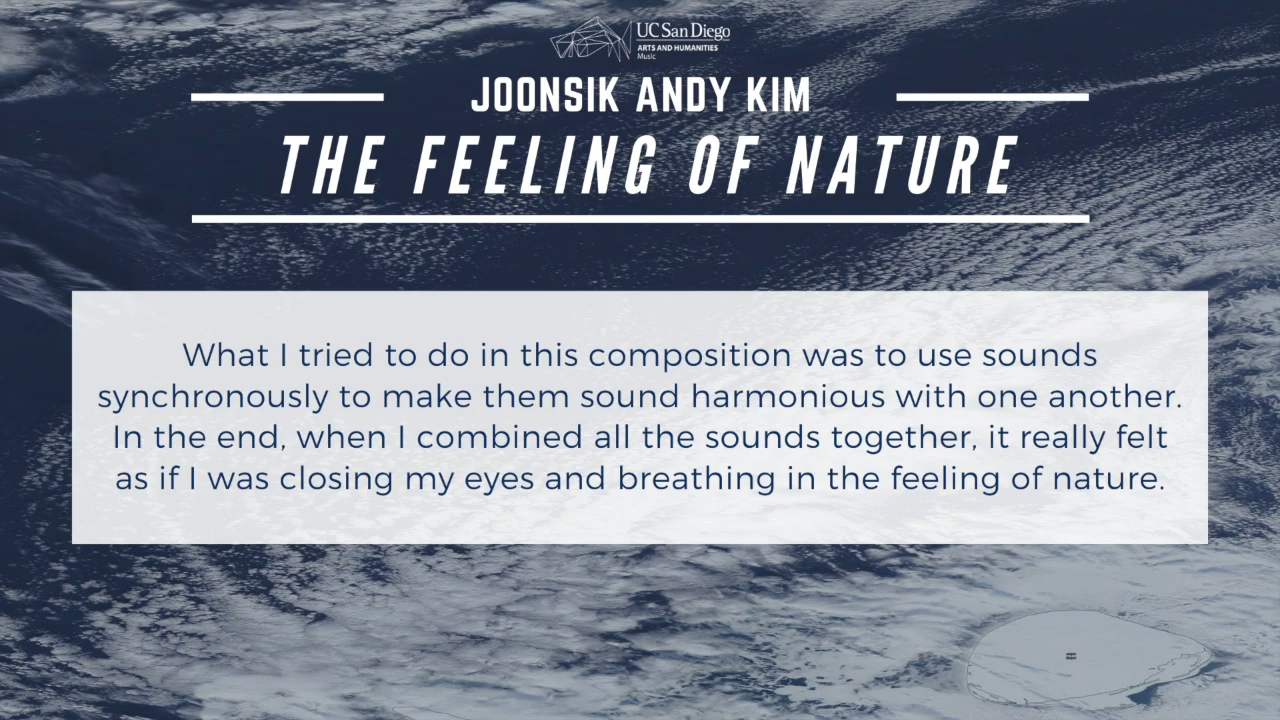 UC San Diego
ARTS AND HUMANITIES
Music
JOONSIK ANDY KIM
THE FEELING OF NATURE
What I tried to do in this composition was to use sounds
synchronously to make them sound harmonious with one another.
In the end, when I combined all the sounds together, it really felt
as if I was closing my eyes and breathing in the feeling of nature.